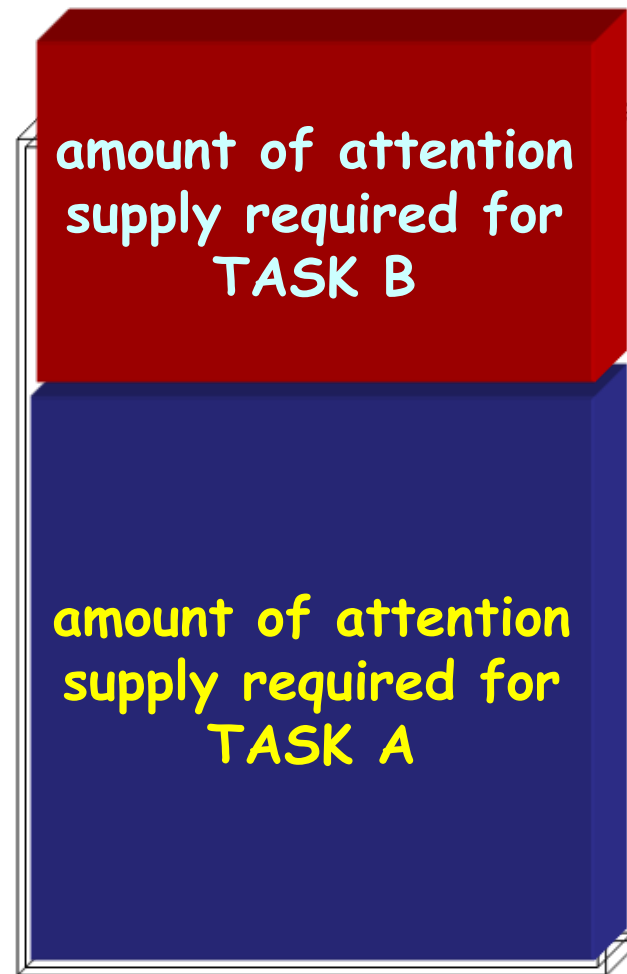 amount of attention
supply required for
TASK B
amount of attention
supply required for
TASK A